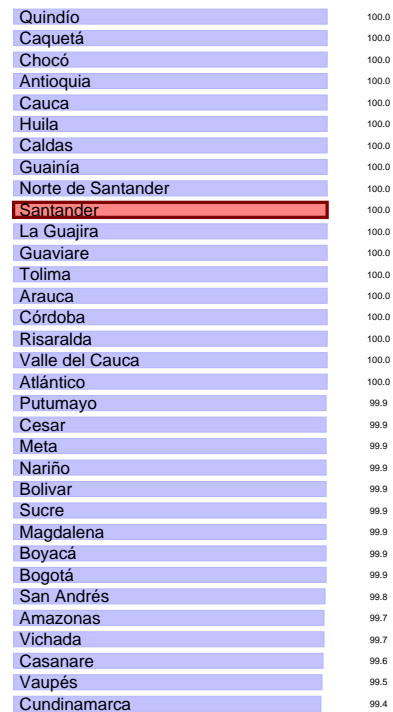 Quindío 100.0
Caquetá 100.0
Chocó 100.0
Antioquia 100.0
Cauca 100.0
Huila 100.0
Caldas 100.0
Guainía 100.0
Norte de Santander 100.0
Santander 100.0
La Guajira 100.0
Guaviare 100.0
Tolima 100.0
Arauca 100.0
Córdoba 100.0
Risaralda 100.0
Valle del Cauca 100.0
Atlántico 100.0
Putumayo 99.9
Cesar 99.9
Meta 99.9
Nariño 99.9
Bolivar 99.9
Sucre 99.9
Magdalena 99.9
Boyacá 99.9
Bogotá 99.9
San Andrés 99.8
Amazonas 99.7
Vichada 99.7
Casanare 99.6
Vaupés 99.5
Cundinamarca 99.4